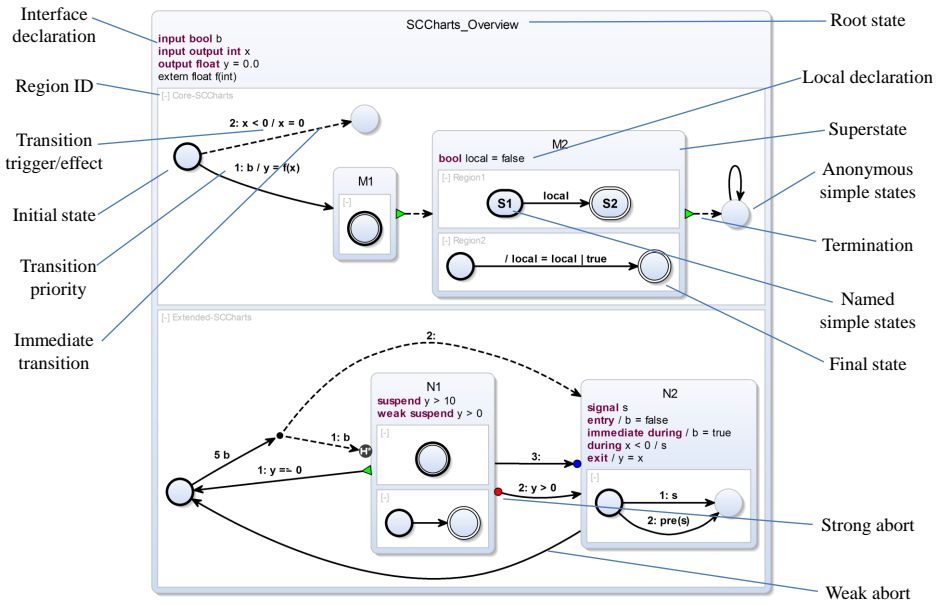 Interface
declaration
Region ID
Transition
trigger/effect
Initial state
Transition
priority
Immediate
transition
SCCharts_Overview
input bool b
input output int x
output float y = 0.0
extern float f(int)
[-] Core-SCCharts
2: x < 0 / x = 0
1: b / y = f(x)
M1
[-]
M2
bool local = false
[-] Region1
S1
local
S2
[-] Region2
/ local = local | true
[-] Extended-SCCharts
2:
5 b
1: b
H*
1: y == 0
N1
suspend y > 10
weak suspend y > 0
[-]
[-]
3:
2: y > 0
N2
signal s
entry / b = false
immediate during / b = true
during x < 0 / s
exit / y = x
[-]
1: s
2: pre(s)
Root state
Local declaration
Superstate
Anonymous
simple states
Termination
Named
simple states
Final state
Strong abort
Weak abort